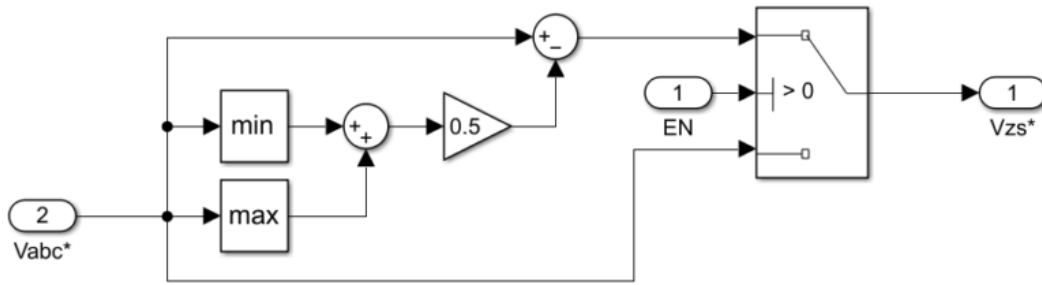 +
−
1
EN
> 0
1
Vzs*
min
+
+
0.5
2
Vabc*
max